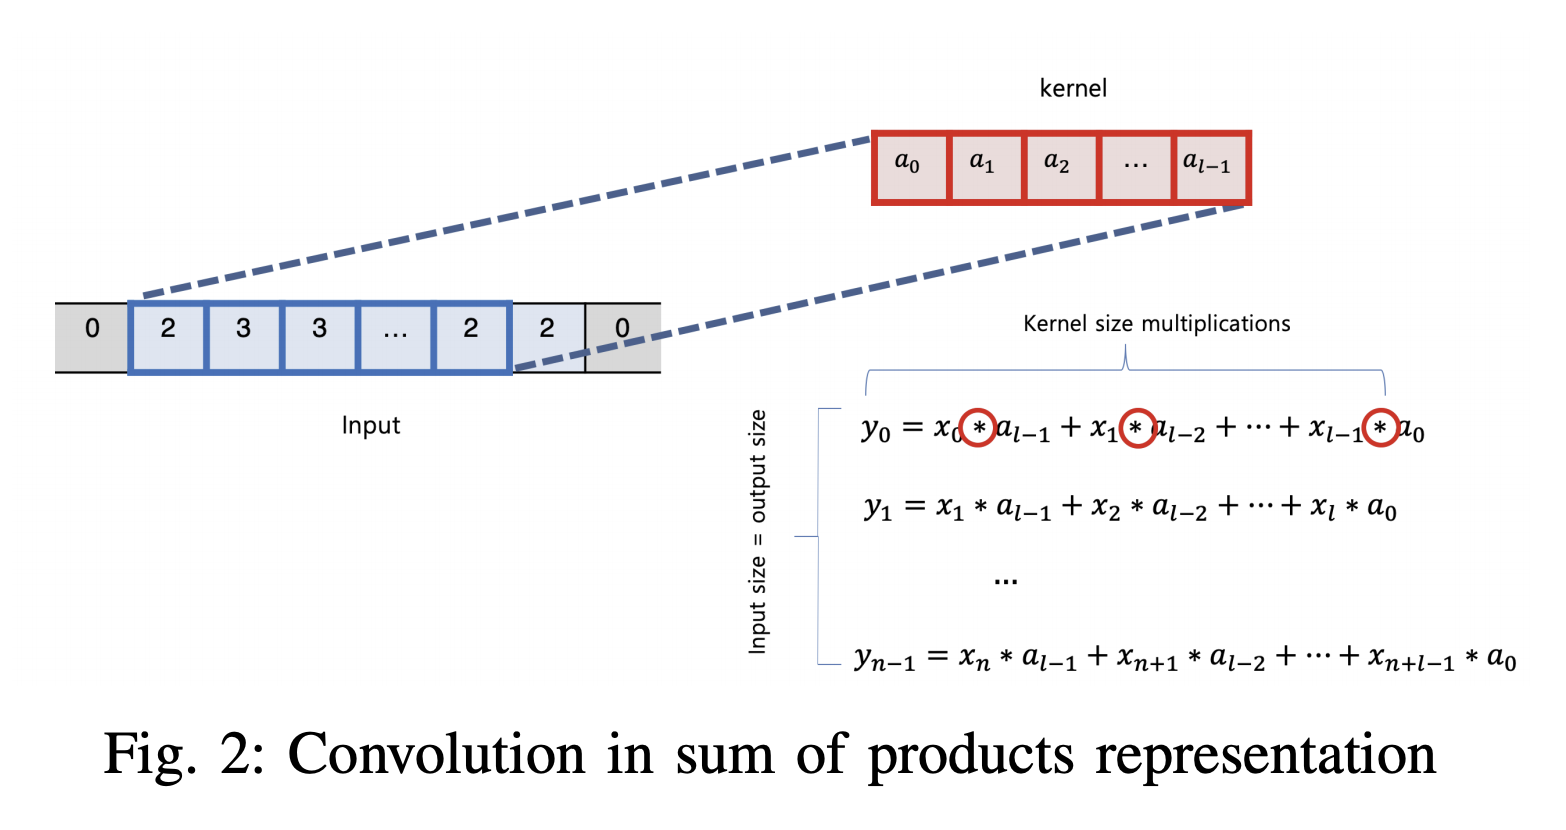 kernel
a₀ a₁ a₂ … aₗ₋₁
0 2 3 3 … 2 2 0
Input
Kernel size multiplications
Input size = output size
y₀ = x₀ * aₗ₋₁ + x₁ * aₗ₋₂ + ⋯ + xₗ₋₁ * a₀
y₁ = x₁ * aₗ₋₁ + x₂ * aₗ₋₂ + ⋯ + xₗ * a₀
...
yₙ₋₁ = xₙ * aₗ₋₁ + xₙ₊₁ * aₗ₋₂ + ⋯ + xₙ₊ₗ₋₁ * a₀
Fig. 2: Convolution in sum of products representation